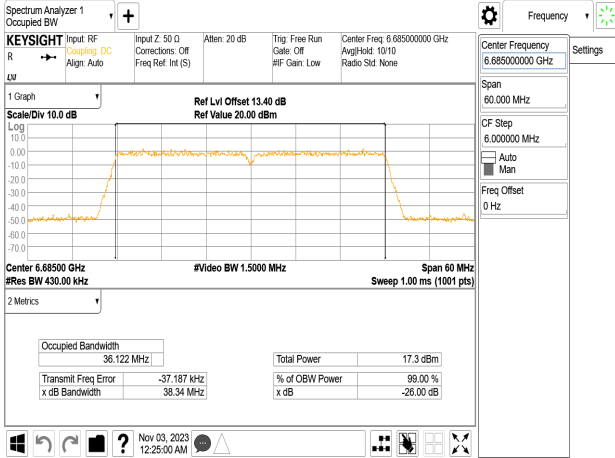 Spectrum Analyzer 1
Occupied BW
Frequency
KEYSIGHT
R
Input: RF
Coupling: DC
Align: Auto
Input Z: 50 Ω
Corrections: Off
Freq Ref: Int (S)
Atten: 20 dB
Trig: Free Run
Gate: Off
#IF Gain: Low
Center Freq: 6.685000000 GHz
Avg|Hold: 10/10
Radio Std: None
Center Frequency
6.685000000 GHz
Settings
Span
60.000 MHz
CF Step
6.000000 MHz
Auto
Man
Freq Offset
0 Hz
1 Graph
Scale/Div 10.0 dB
Ref Lvl Offset 13.40 dB
Ref Value 20.00 dBm
Log
10.0
0.00
-10.0
-20.0
-30.0
-40.0
-50.0
-60.0
-70.0
Center 6.68500 GHz
#Video BW 1.5000 MHz
Span 60 MHz
#Res BW 430.00 kHz
Sweep 1.00 ms (1001 pts)
2 Metrics
Occupied Bandwidth
36.122 MHz
Total Power 17.3 dBm
Transmit Freq Error -37.187 kHz
% of OBW Power 99.00 %
x dB Bandwidth 38.34 MHz
x dB -26.00 dB
?
Nov 03, 2023
12:25:00 AM